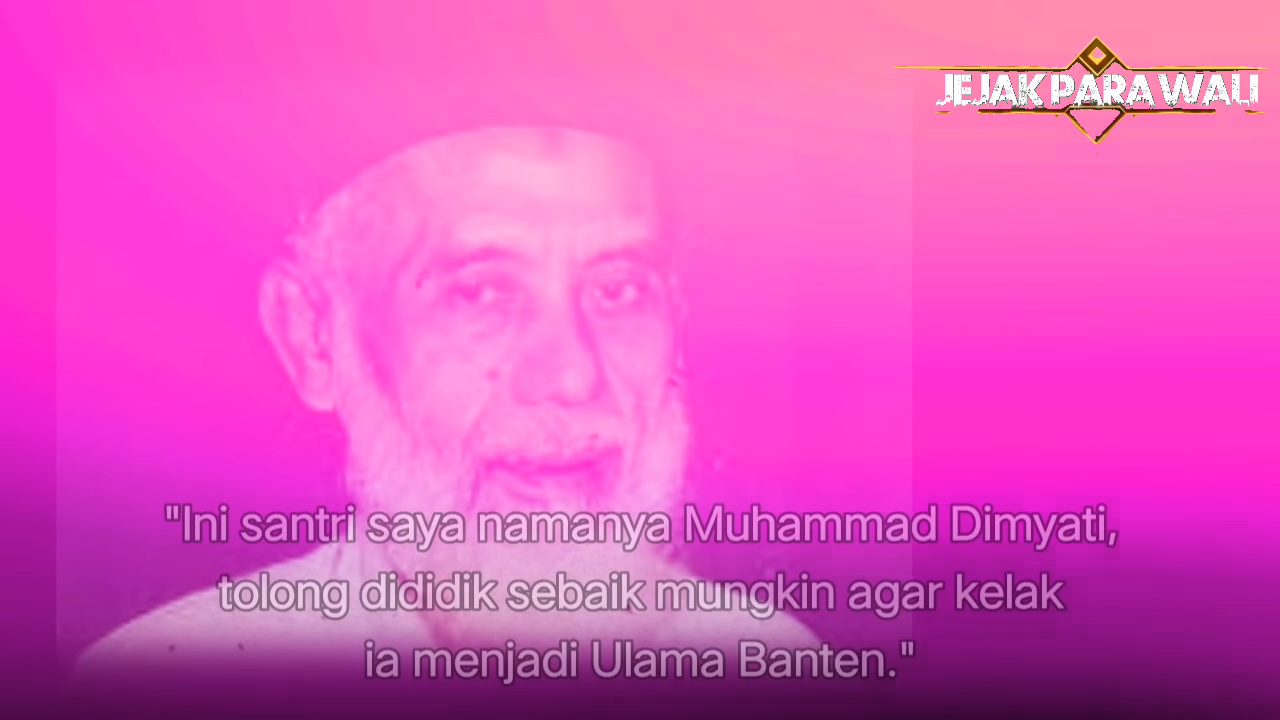 JEJAK PARA WALI
"Ini santri saya namanya Muhammad Dimyati,
tolong dididik sebaik mungkin agar kelak
ia menjadi Ulama Banten."